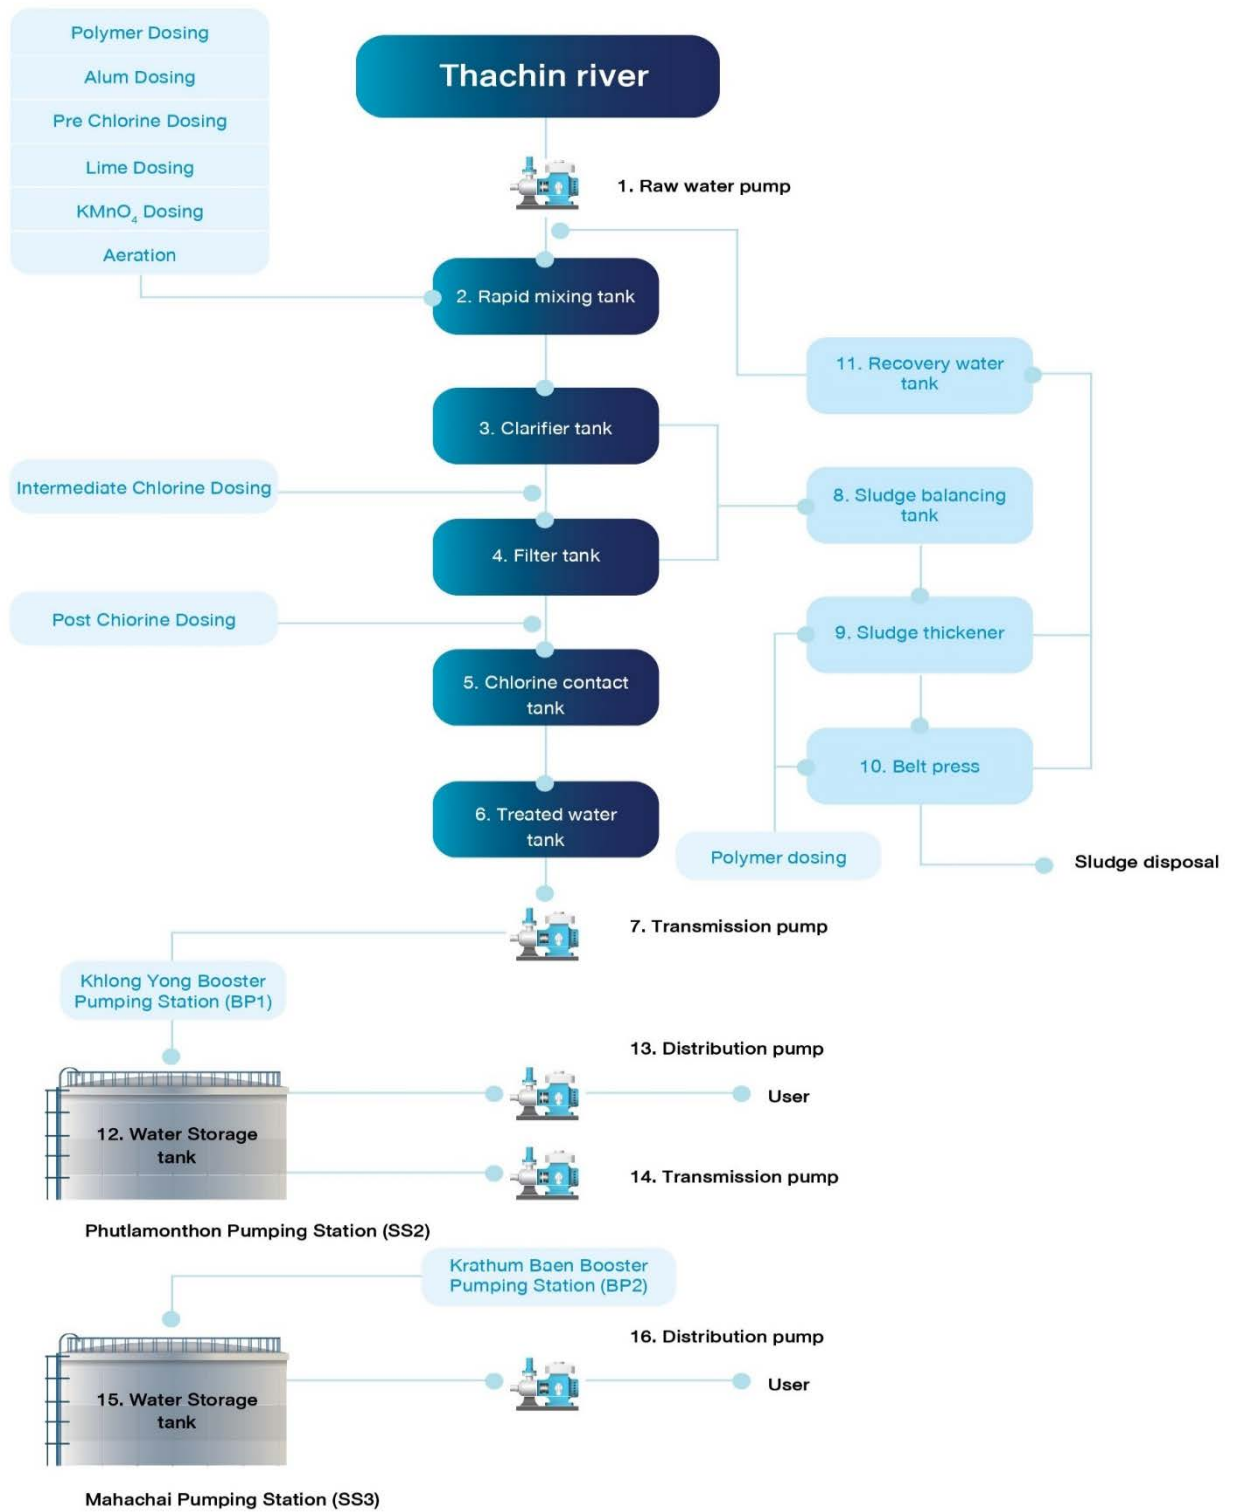 Polymer Dosing
Alum Dosing
Pre Chlorine Dosing
Lime Dosing
KMnO₄ Dosing
Aeration
Thachin river
1. Raw water pump
2. Rapid mixing tank
11. Recovery water
tank
3. Clarifier tank
Intermediate Chlorine Dosing
8. Sludge balancing
tank
4. Filter tank
Post Chiorine Dosing
9. Sludge thickener
5. Chlorine contact
tank
10. Belt press
6. Treated water
tank
Polymer dosing
Sludge disposal
7. Transmission pump
Khlong Yong Booster
Pumping Station (BP1)
13. Distribution pump
User
12. Water Storage
tank
14. Transmission pump
Phutlamonthon Pumping Station (SS2)
Krathum Baen Booster
Pumping Station (BP2)
16. Distribution pump
User
15. Water Storage
tank
Mahachai Pumping Station (SS3)